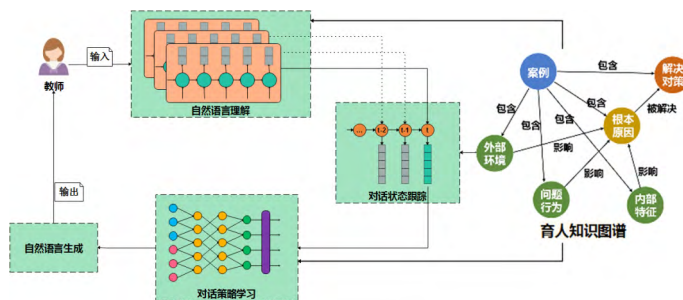 教师
输入
自然语言理解
...
t-2
t-1
t
对话状态跟踪
输出
自然语言生成
对话策略学习
案例
包含
解决
对策
包含
包含
包含
包含
根本
原因
被解决
外部
环境
影响
影响
影响
问题
行为
内部
特征
育人知识图谱